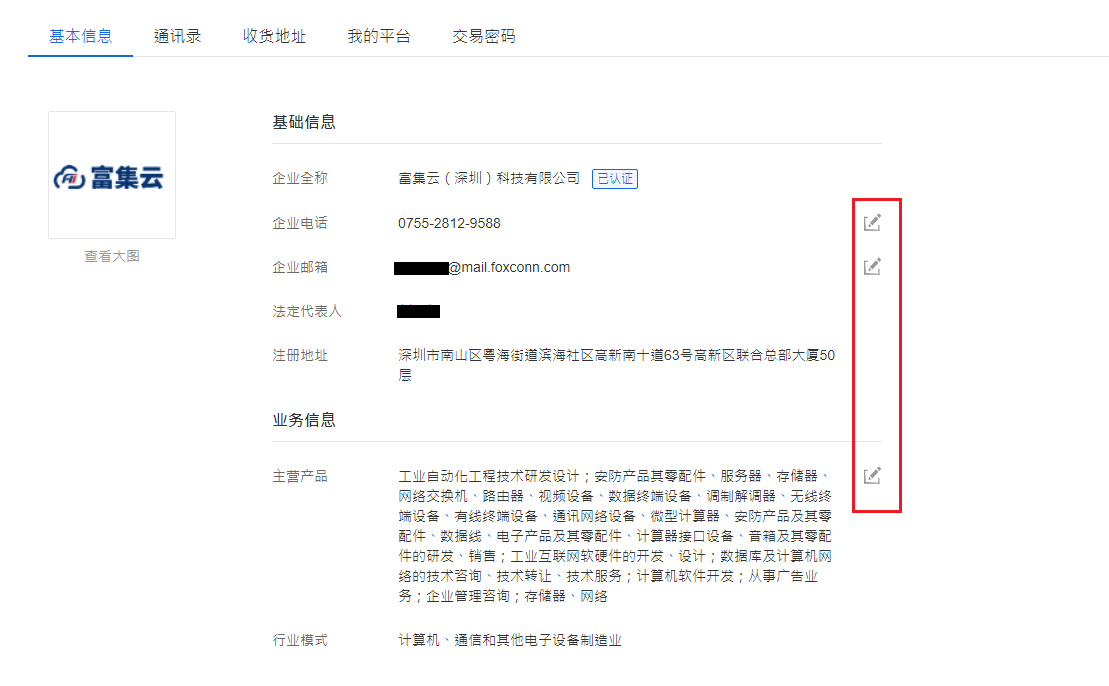 基本信息 通讯录 收货地址 我的平台 交易密码
富集云
查看大图
基础信息
企业全称 富集云（深圳）科技有限公司 已认证
企业电话 0755-2812-9588
企业邮箱 @mail.foxconn.com
法定代表人
注册地址 深圳市南山区粤海街道滨海社区高新南十道63号高新区联合总部大厦50
层
业务信息
主营产品 工业自动化工程技术研发设计；安防产品其零配件、服务器、存储器、
网络交换机、路由器、视频设备、数据终端设备、调制解调器、无线终
端设备、有线终端设备、通讯网络设备、微型计算器、安防产品及其零
配件、数据线、电子产品及其零配件、计算器接口设备、音箱及其零配
件的研发、销售；工业互联网软硬件的开发、设计；数据库及计算机网
络的技术咨询、技术转让、技术服务；计算机软件开发；从事广告业
务；企业管理咨询；存储器、网络
行业模式 计算机、通信和其他电子设备制造业